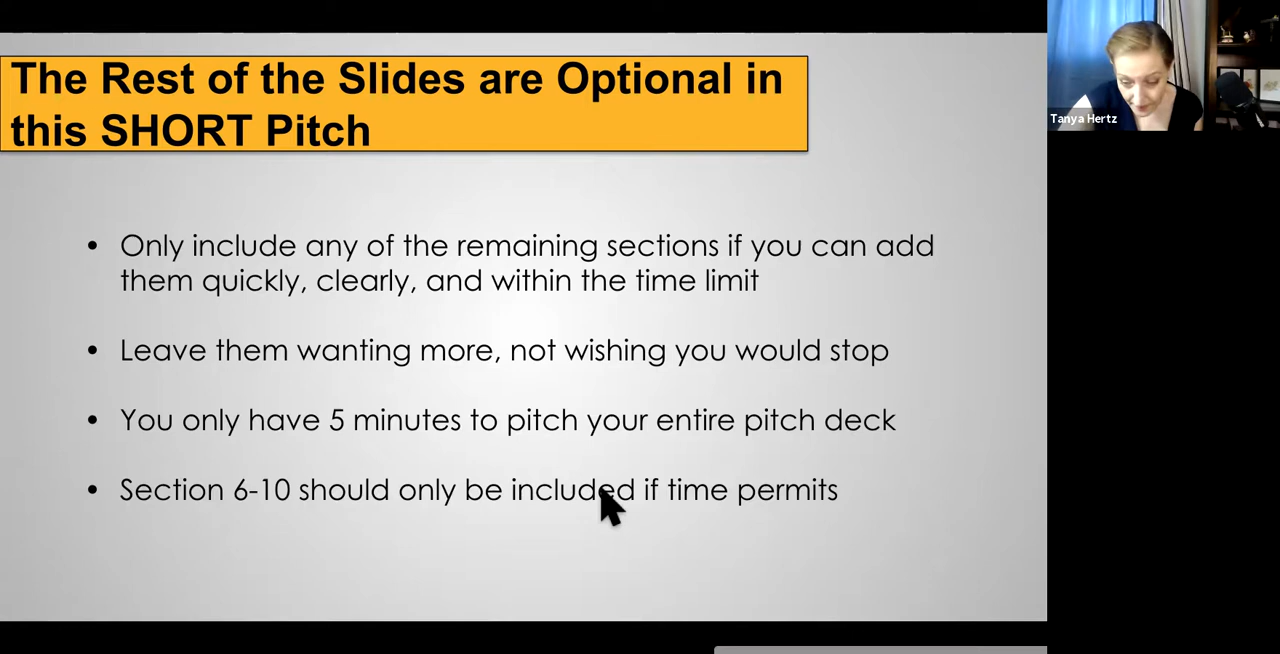 The Rest of the Slides are Optional in
this SHORT Pitch
• Only include any of the remaining sections if you can add
them quickly, clearly, and within the time limit
• Leave them wanting more, not wishing you would stop
• You only have 5 minutes to pitch your entire pitch deck
• Section 6-10 should only be included if time permits
Tanya Hertz